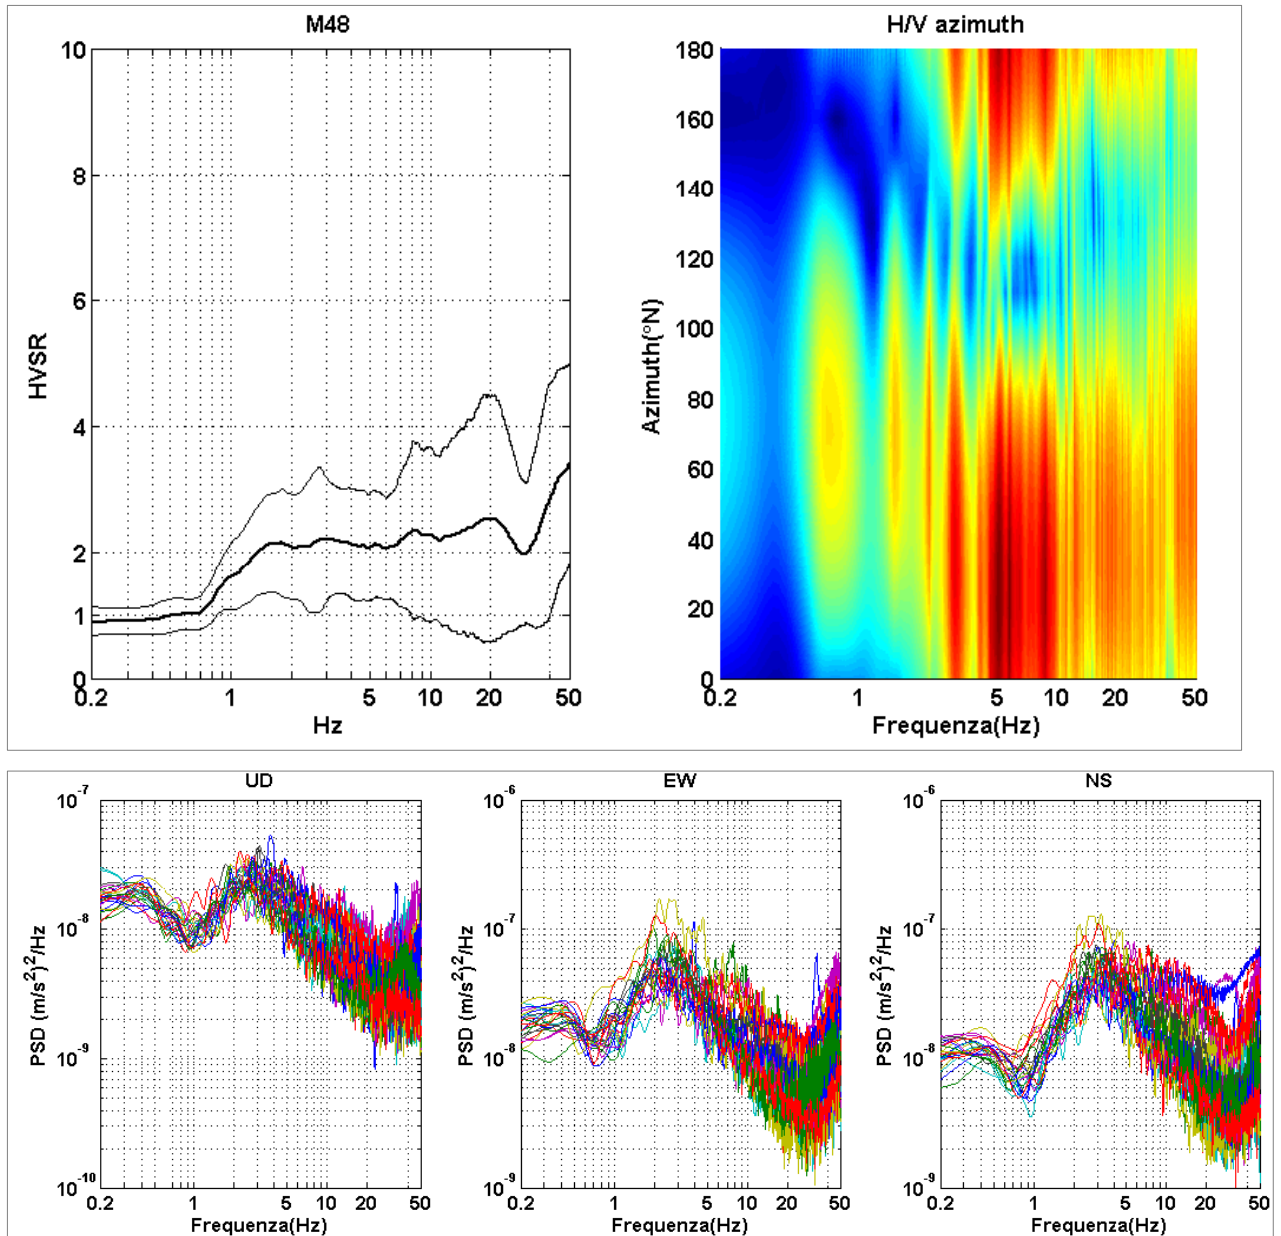 M48
10
8
6
4
2
1
0
HVSR
0.2 1 5 10 20 50
Hz
H/V azimuth
180
160
140
120
100
80
60
40
20
0
Azimuth(°N)
0.2 1 5 10 20 50
Frequenza(Hz)
UD
10^-7
10^-8
10^-9
10^-10
PSD (m/s²)²/Hz
0.2 1 5 10 20 50
Frequenza(Hz)
EW
10^-6
10^-7
10^-8
10^-9
PSD (m/s²)²/Hz
0.2 1 5 10 20 50
Frequenza(Hz)
NS
10^-6
10^-7
10^-8
10^-9
PSD (m/s²)²/Hz
0.2 1 5 10 20 50
Frequenza(Hz)